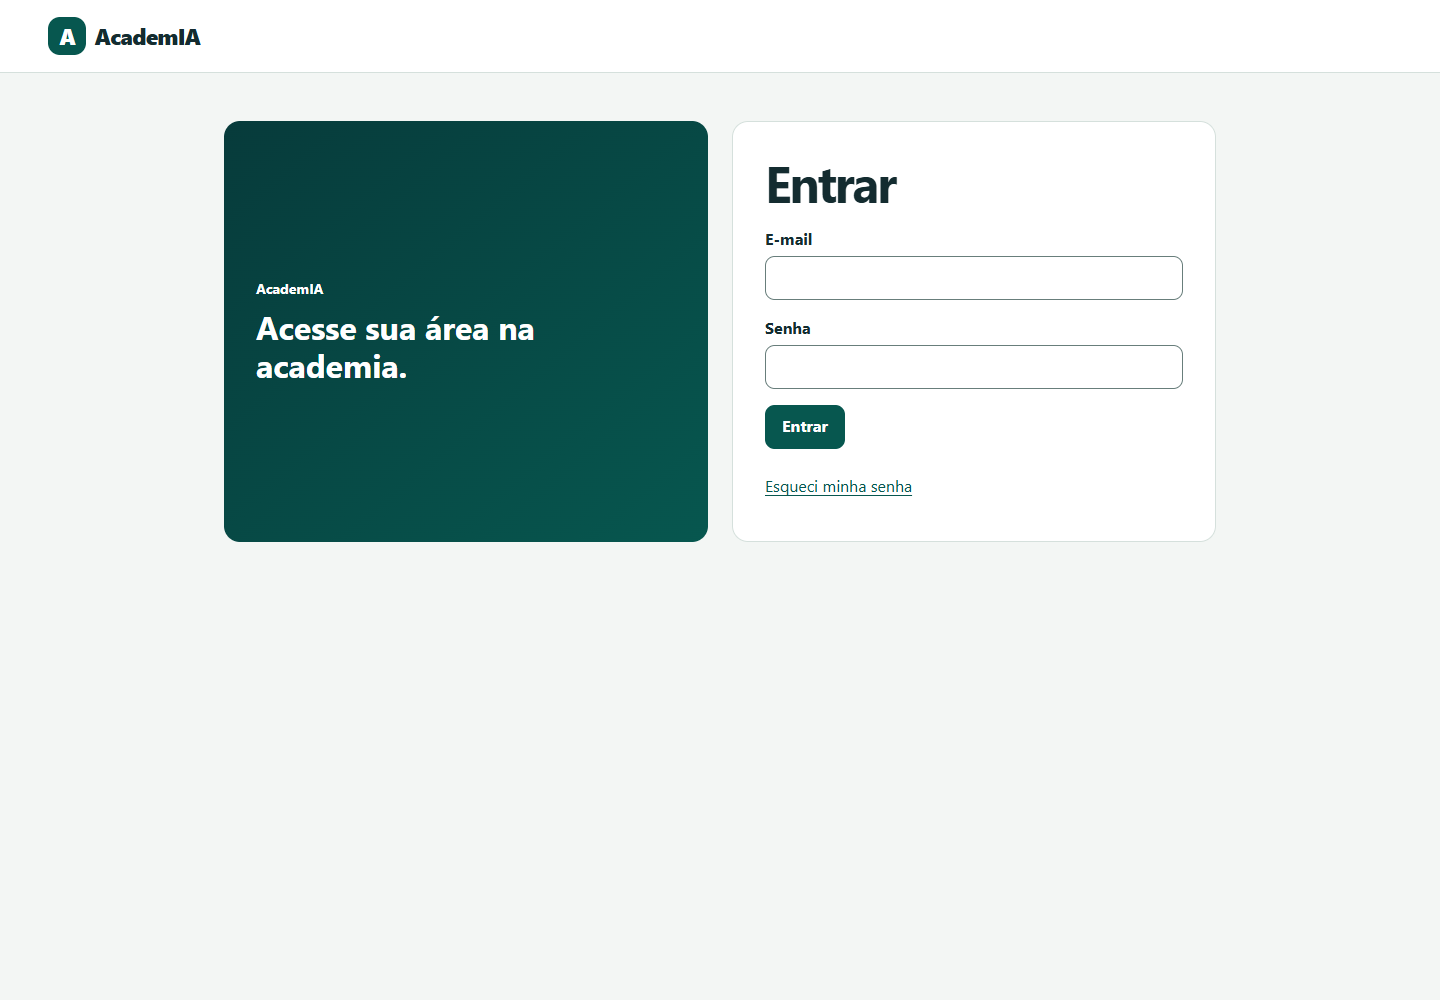 A AcademIA
AcademIA
Acesse sua área na
academia.
Entrar
E-mail
Senha
Entrar
Esqueci minha senha